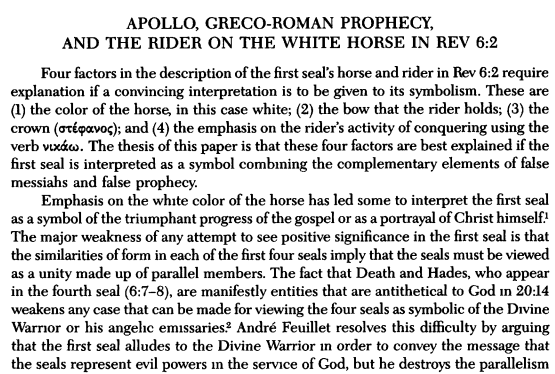 APOLLO, GRECO-ROMAN PROPHECY,
AND THE RIDER ON THE WHITE HORSE IN REV 6:2
Four factors in the description of the first seal's horse and rider in Rev 6:2 require
explanation if a convincing interpretation is to be given to its symbolism. These are
(1) the color of the horse, in this case white; (2) the bow that the rider holds; (3) the
crown (στέφανος); and (4) the emphasis on the rider's activity of conquering using the
verb νικάω. The thesis of this paper is that these four factors are best explained if the
first seal is interpreted as a symbol combining the complementary elements of false
messiahs and false prophecy.
Emphasis on the white color of the horse has led some to interpret the first seal
as a symbol of the triumphant progress of the gospel or as a portrayal of Christ himself.¹
The major weakness of any attempt to see positive significance in the first seal is that
the similarities of form in each of the first four seals imply that the seals must be viewed
as a unity made up of parallel members. The fact that Death and Hades, who appear
in the fourth seal (6:7–8), are manifestly entities that are antithetical to God in 20:14
weakens any case that can be made for viewing the four seals as symbolic of the Divine
Warrior or his angelic emissaries.² André Feuillet resolves this difficulty by arguing
that the first seal alludes to the Divine Warrior in order to convey the message that
the seals represent evil powers in the service of God, but he destroys the parallelism